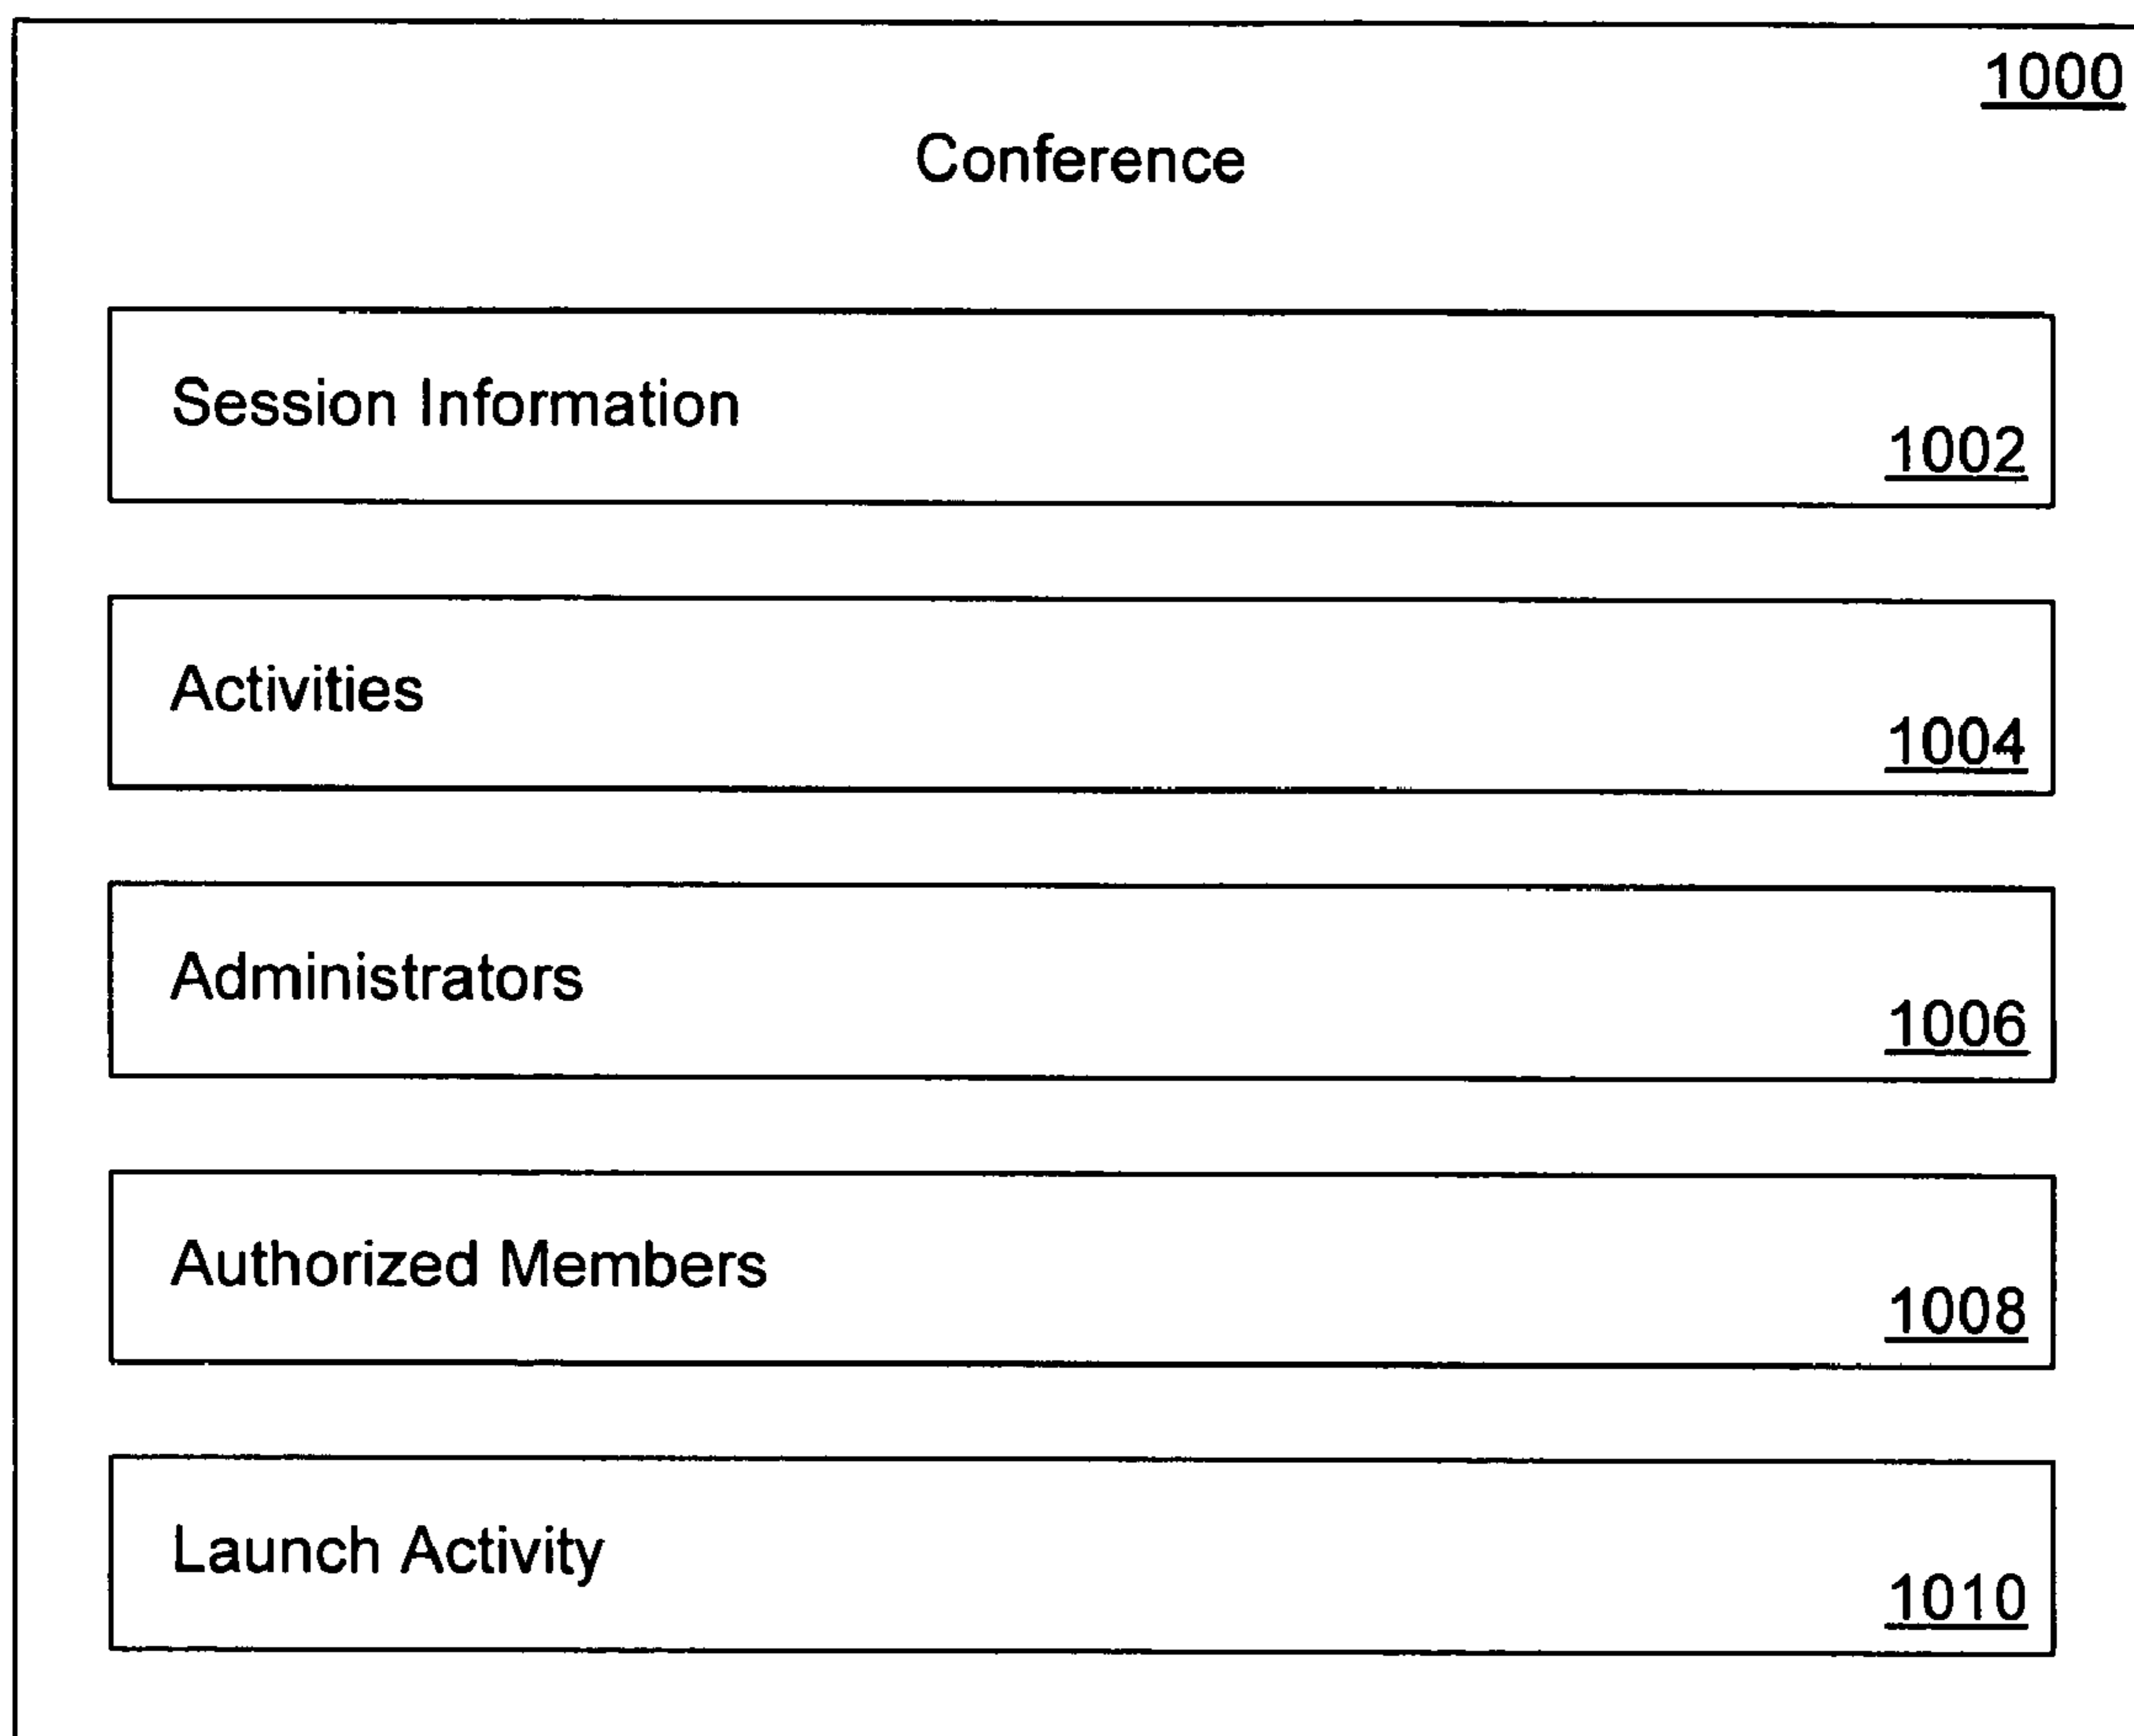 1000
Conference
Session Information
1002
Activities
1004
Administrators
1006
Authorized Members
1008
Launch Activity
1010